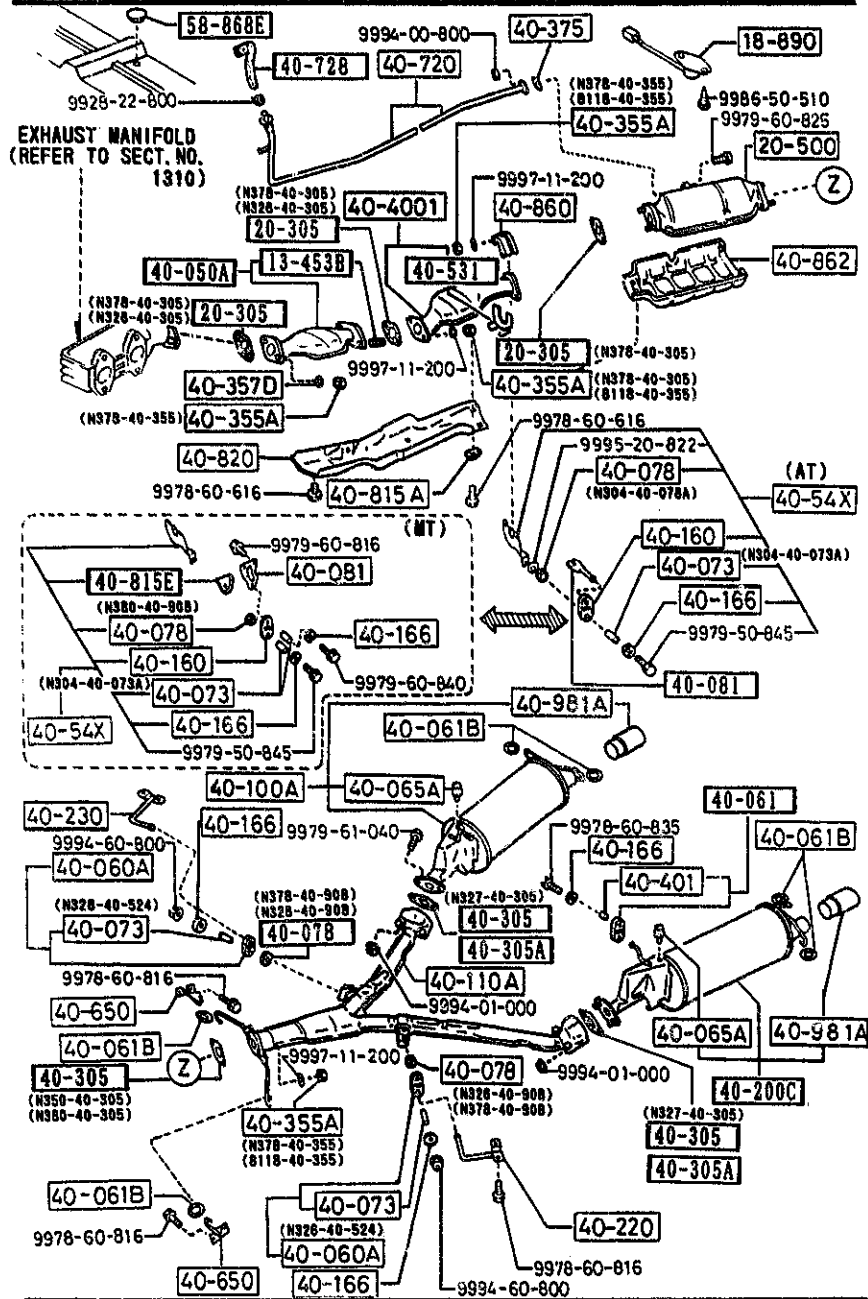 58-868E
9994-00-800
40-375
18-890
40-728
40-720
(N378-40-355)
(8118-40-355)
40-355A
9928-22-800
9986-50-510
9979-60-825
20-500
EXHAUST MANIFOLD
(REFER TO SECT. NO.
1310)
9997-11-200
Z
(N378-40-305)
(N326-40-305)
40-4001
40-860
20-305
13-453B
40-531
40-862
40-050A
(N378-40-305)
(N326-40-305)
20-305
20-305
(N378-40-305)
9997-11-200
40-357D
40-355A
(N378-40-355)
(8118-40-355)
(N378-40-355)
40-355A
9978-60-616
40-820
9995-20-822
(AT)
40-078
(N304-40-078A)
40-54X
9978-60-616
40-815A
(MT)
9979-60-816
40-160
40-815E
40-081
40-073
(N304-40-073A)
(N380-40-908)
40-078
40-166
40-166
40-160
9979-50-845
(N304-40-073A)
40-073
9979-60-840
40-081
40-54X
40-166
40-981A
9979-50-845
40-061B
40-100A
40-065A
40-061
40-230
40-166
9979-61-040
9978-60-835
40-061B
9994-60-800
40-166
40-060A
(N378-40-908)
(N326-40-908)
(N327-40-305)
40-401
(N326-40-524)
40-305
40-073
40-078
40-305A
9978-60-816
40-110A
40-650
9994-01-000
40-065A
40-981A
40-061B
9997-11-200
Z
40-305
40-078
9994-01-000
40-200C
(N350-40-305)
(N380-40-305)
(N326-40-908)
(N378-40-908)
40-355A
(N378-40-355)
(8118-40-355)
(N327-40-305)
40-305
40-305A
40-061B
40-073
40-220
9978-60-816
(N326-40-524)
40-060A
9978-60-816
40-650
40-166
9994-60-800